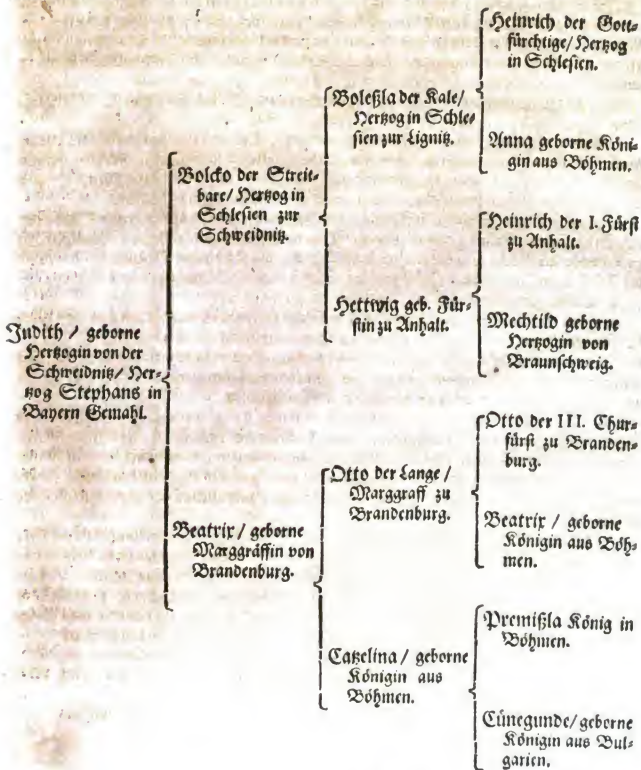 Judith / geborne
Hertzogin von der
Schweidnitz/ Her-
tzog Stephans in
Bayern Gemahl.
Bolcko der Streit-
bare/ Hertzog in
Schlesien zur
Schweidnitz.
Beatrix/ geborne
Marggräffin von
Brandenburg.
Boleßla der Kale/
Hertzog in Schle-
sien zur Lignitz.
Hettwig geb. Für-
stin zu Anhalt.
Otto der Lange /
Marggraff zu
Brandenburg.
Catzelina/ geborne
Königin aus
Böhmen.
Heinrich der Gott-
fürchtige/ Hertzog
in Schlesien.
Anna geborne Köni-
gin aus Böhmen.
Heinrich der I. Fürst
zu Anhalt.
Mechtild geborne
Hertzogin von
Braunschweig.
Otto der III. Chur-
fürst zu Branden-
burg.
Beatrix / geborne
Königin aus Böh-
men.
Premißla König in
Böhmen.
Cünegunde/ geborne
Königin aus Bul-
garien.